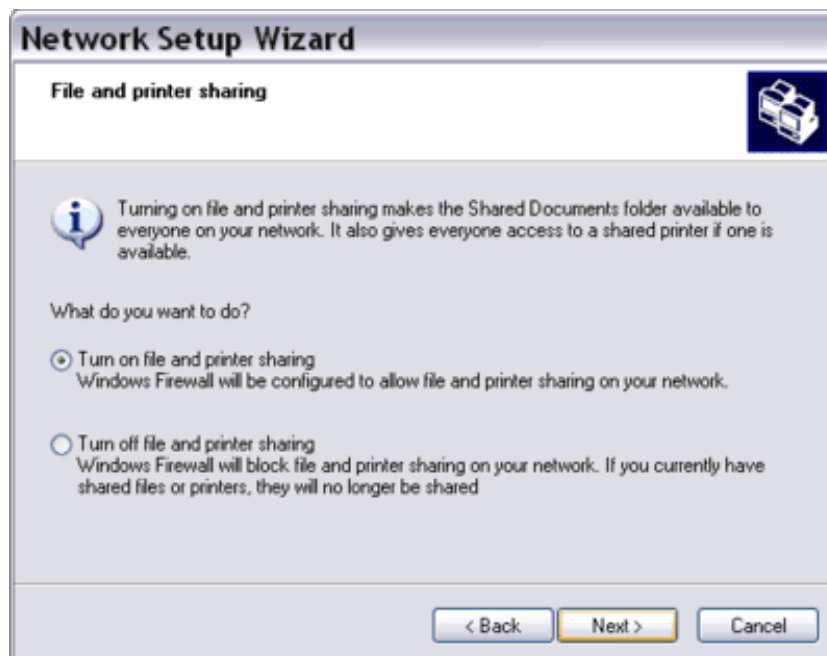 Network Setup Wizard
File and printer sharing
Turning on file and printer sharing makes the Shared Documents folder available to
everyone on your network. It also gives everyone access to a shared printer if one is
available.
What do you want to do?
Turn on file and printer sharing
Windows Firewall will be configured to allow file and printer sharing on your network.
Turn off file and printer sharing
Windows Firewall will block file and printer sharing on your network. If you currently have
shared files or printers, they will no longer be shared
< Back Next > Cancel